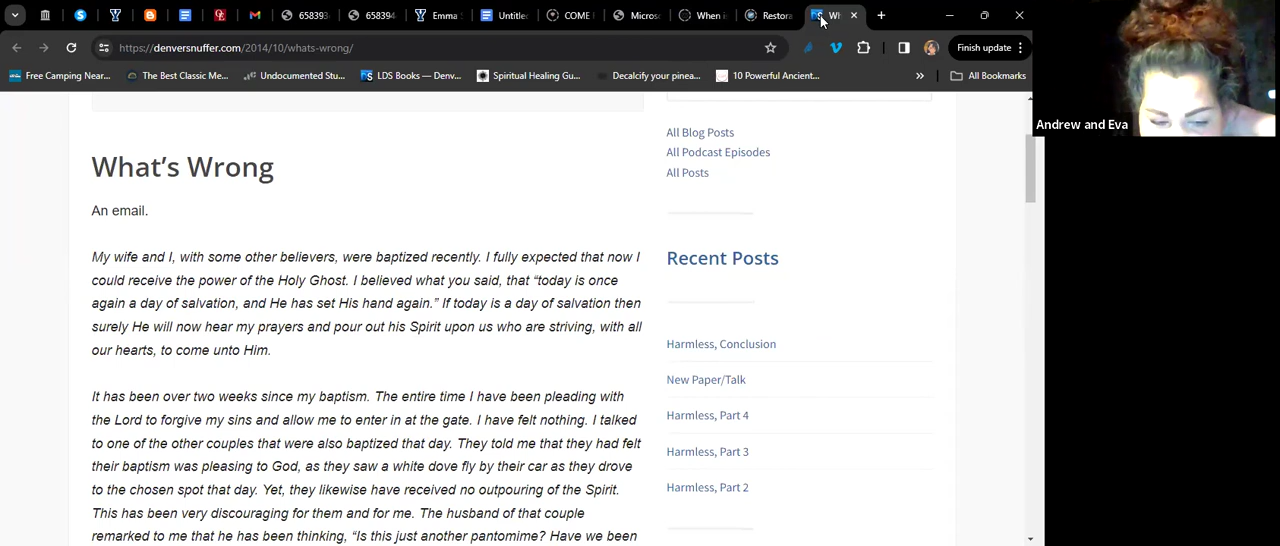 658393
658394
Emma S
Untitle
COME
Micros
When i
Restora
Wh
https://denversnuffer.com/2014/10/whats-wrong/
Finish update
Free Camping Near...
The Best Classic Me...
Undocumented Stu...
LDS Books — Denv...
Spiritual Healing Gu...
Decalcify your pinea...
10 Powerful Ancient...
»
All Bookmarks
Andrew and Eva
What's Wrong
An email.
My wife and I, with some other believers, were baptized recently. I fully expected that now I
could receive the power of the Holy Ghost. I believed what you said, that “today is once
again a day of salvation, and He has set His hand again.” If today is a day of salvation then
surely He will now hear my prayers and pour out his Spirit upon us who are striving, with all
our hearts, to come unto Him.
It has been over two weeks since my baptism. The entire time I have been pleading with
the Lord to forgive my sins and allow me to enter in at the gate. I have felt nothing. I talked
to one of the other couples that were also baptized that day. They told me that they had felt
their baptism was pleasing to God, as they saw a white dove fly by their car as they drove
to the chosen spot that day. Yet, they likewise have received no outpouring of the Spirit.
This has been very discouraging for them and for me. The husband of that couple
remarked to me that he has been thinking, “Is this just another pantomime? Have we been
All Blog Posts
All Podcast Episodes
All Posts
Recent Posts
Harmless, Conclusion
New Paper/Talk
Harmless, Part 4
Harmless, Part 3
Harmless, Part 2